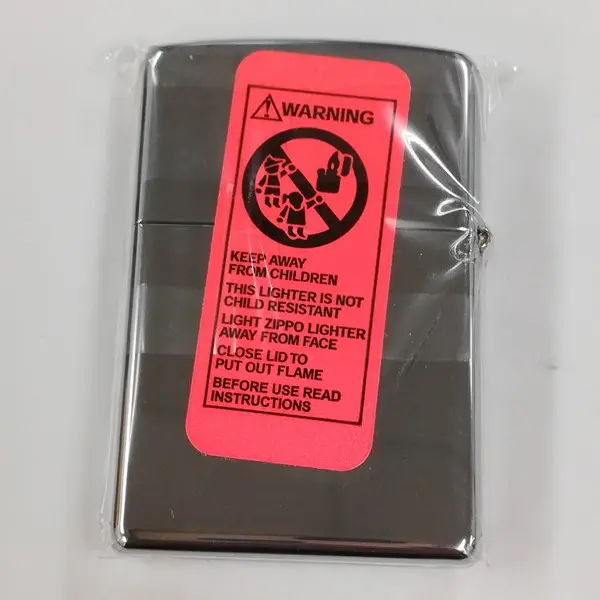 WARNING
KEEP AWAY
FROM CHILDREN
THIS LIGHTER IS NOT
CHILD RESISTANT
LIGHT ZIPPO LIGHTER
AWAY FROM FACE
CLOSE LID TO
PUT OUT FLAME
BEFORE USE READ
INSTRUCTIONS